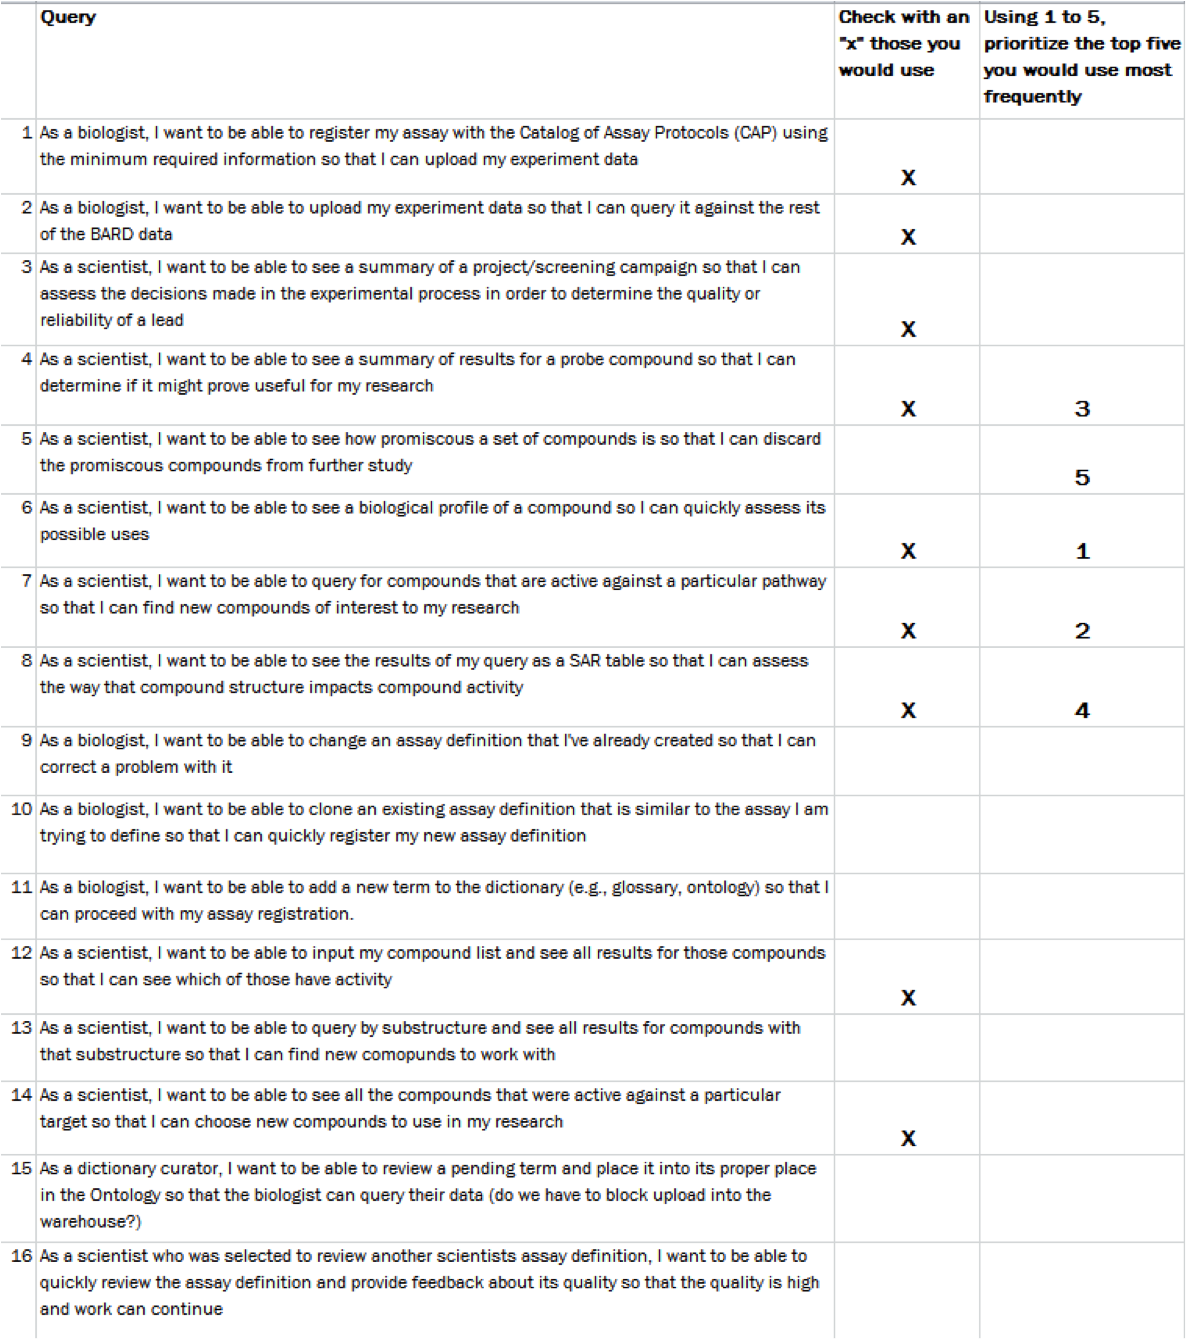 Query
Check with an "x" those you would use
Using 1 to 5, prioritize the top five you would use most frequently
1 As a biologist, I want to be able to register my assay with the Catalog of Assay Protocols (CAP) using
the minimum required information so that I can upload my experiment data
X
2 As a biologist, I want to be able to upload my experiment data so that I can query it against the rest
of the BARD data
X
3 As a scientist, I want to be able to see a summary of a project/screening campaign so that I can
assess the decisions made in the experimental process in order to determine the quality or
reliability of a lead
X
4 As a scientist, I want to be able to see a summary of results for a probe compound so that I can
determine if it might prove useful for my research
X 3
5 As a scientist, I want to be able to see how promiscous a set of compounds is so that I can discard
the promiscous compounds from further study
5
6 As a scientist, I want to be able to see a biological profile of a compound so I can quickly assess its
possible uses
X 1
7 As a scientist, I want to be able to query for compounds that are active against a particular pathway
so that I can find new compounds of interest to my research
X 2
8 As a scientist, I want to be able to see the results of my query as a SAR table so that I can assess
the way that compound structure impacts compound activity
X 4
9 As a biologist, I want to be able to change an assay definition that I've already created so that I can
correct a problem with it
10 As a biologist, I want to be able to clone an existing assay definition that is similar to the assay I am
trying to define so that I can quickly register my new assay definition
11 As a biologist, I want to be able to add a new term to the dictionary (e.g., glossary, ontology) so that I
can proceed with my assay registration.
12 As a scientist, I want to be able to input my compound list and see all results for those compounds
so that I can see which of those have activity
X
13 As a scientist, I want to be able to query by substructure and see all results for compounds with
that substructure so that I can find new comopunds to work with
14 As a scientist, I want to be able to see all the compounds that were active against a particular
target so that I can choose new compounds to use in my research
X
15 As a dictionary curator, I want to be able to review a pending term and place it into its proper place
in the Ontology so that the biologist can query their data (do we have to block upload into the
warehouse?)
16 As a scientist who was selected to review another scientists assay definition, I want to be able to
quickly review the assay definition and provide feedback about its quality so that the quality is high
and work can continue